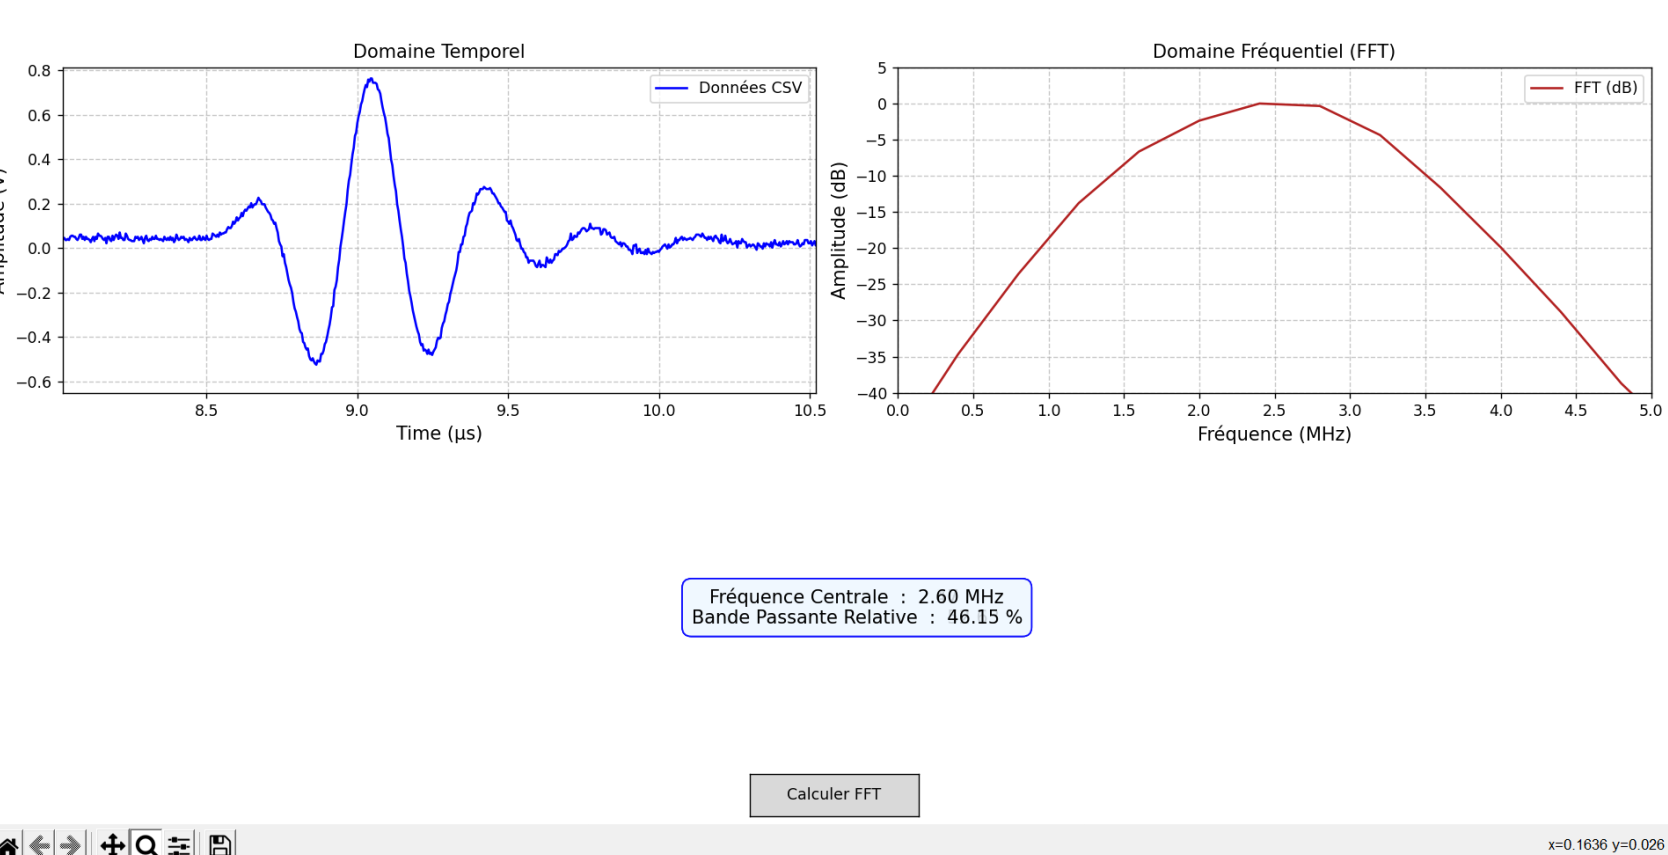 Domaine Temporel
Données CSV
0.8
0.6
0.4
0.2
0.0
−0.2
−0.4
−0.6
8.5 9.0 9.5 10.0 10.5
Time (µs)
Domaine Fréquentiel (FFT)
FFT (dB)
Amplitude (dB)
5
0
−5
−10
−15
−20
−25
−30
−35
−40
0.0 0.5 1.0 1.5 2.0 2.5 3.0 3.5 4.0 4.5 5.0
Fréquence (MHz)
Fréquence Centrale : 2.60 MHz
Bande Passante Relative : 46.15 %
Calculer FFT
x=0.1636 y=0.026